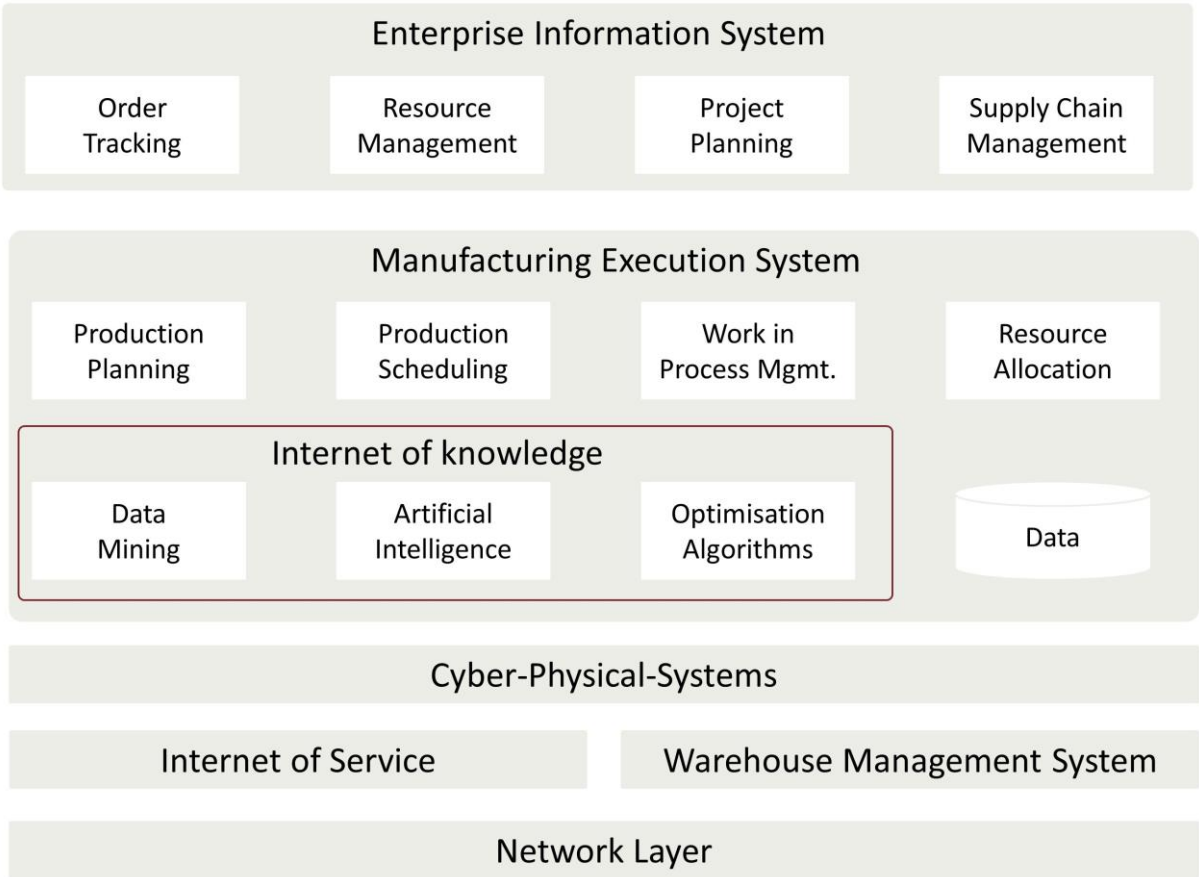 Enterprise Information System
Order
Tracking
Resource
Management
Project
Planning
Supply Chain
Management
Manufacturing Execution System
Production
Planning
Production
Scheduling
Work in
Process Mgmt.
Resource
Allocation
Internet of knowledge
Data
Mining
Artificial
Intelligence
Optimisation
Algorithms
Data
Cyber-Physical-Systems
Internet of Service
Warehouse Management System
Network Layer